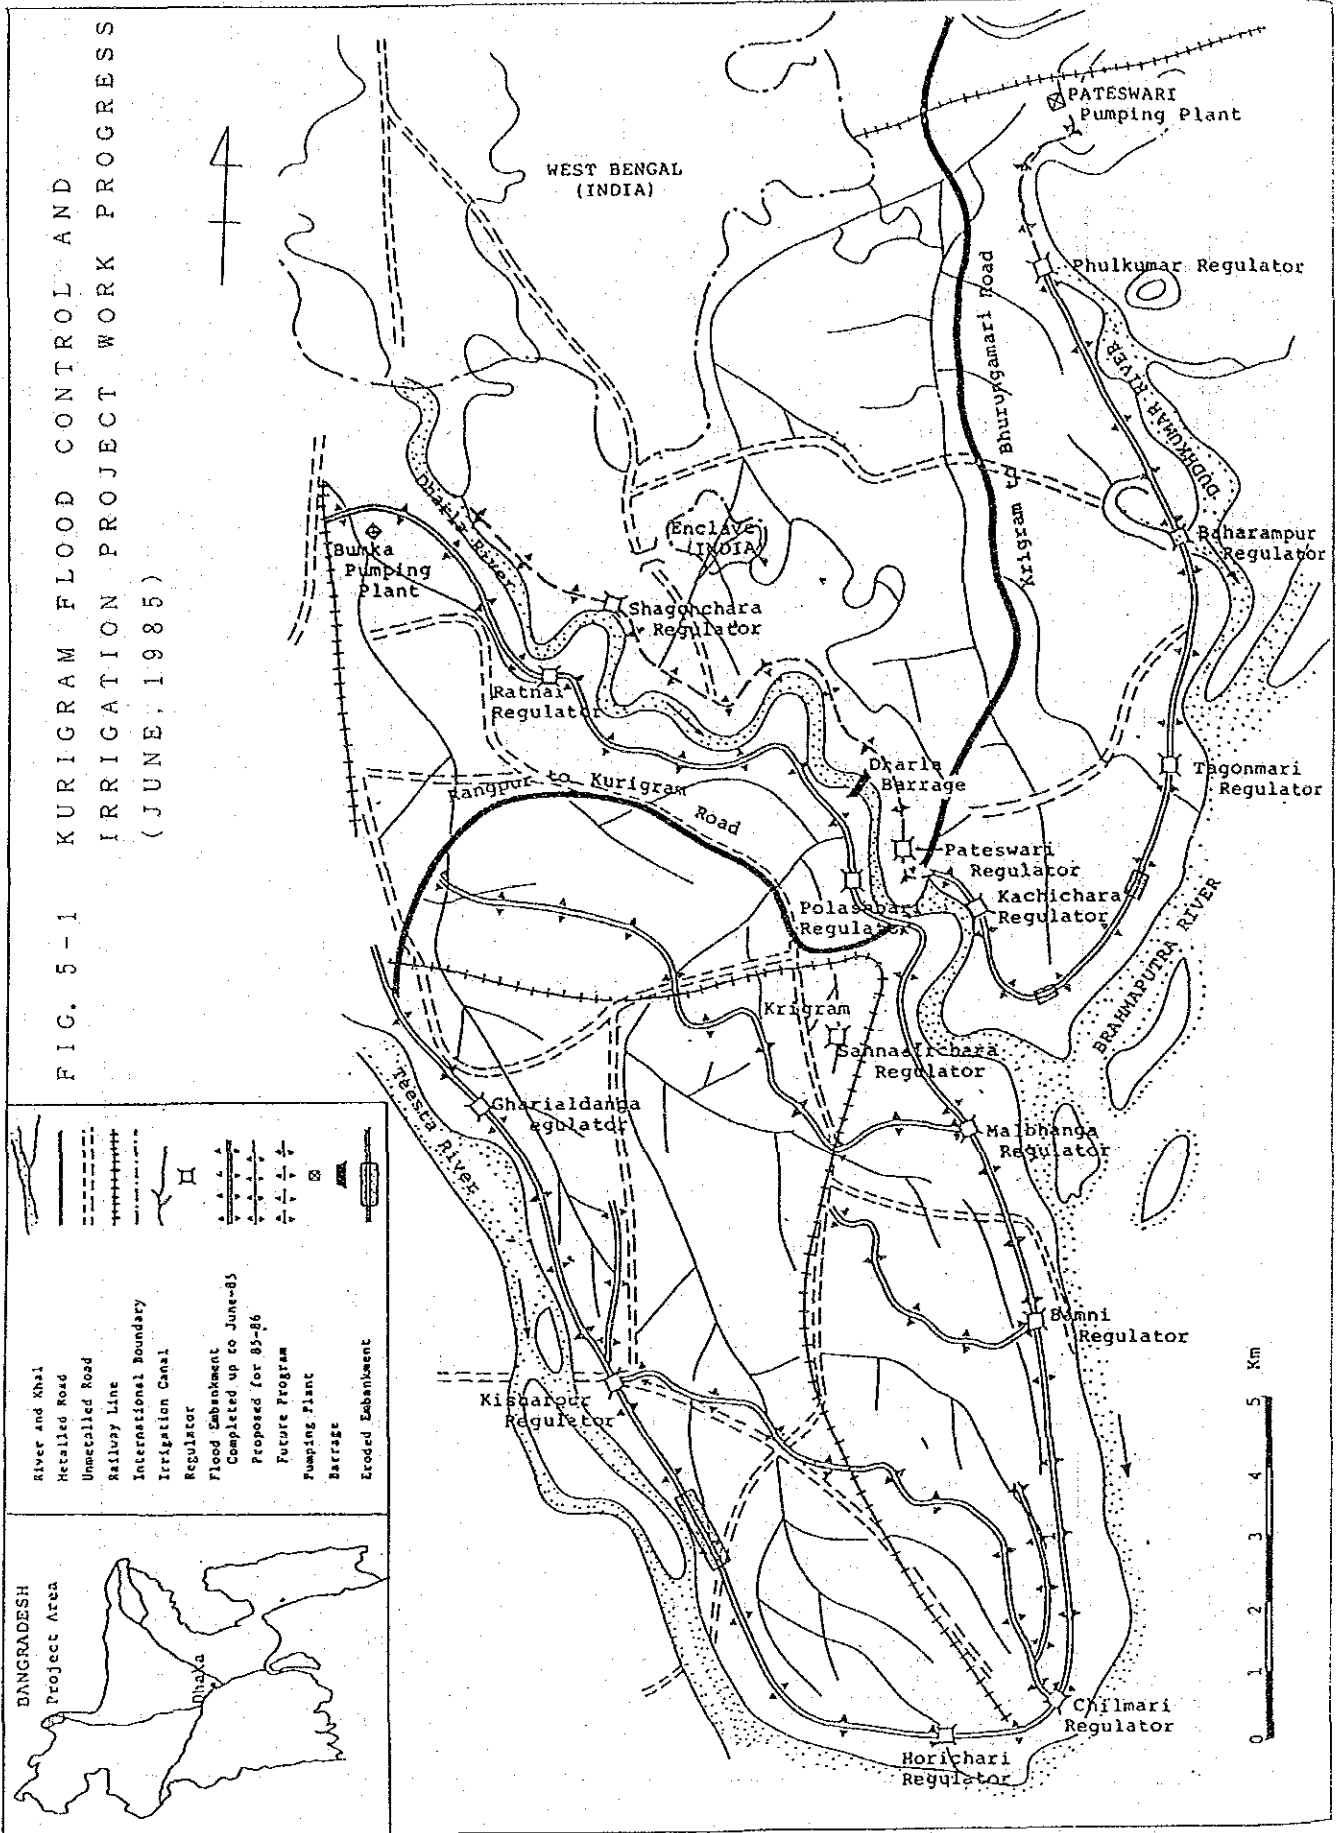 FIG. 5-1 KURIGRAM FLOOD CONTROL AND
IRRIGATION PROJECT WORK PROGRESS
(JUNE, 1985)
WEST BENGAL
(INDIA)
PATESWARI
Pumping Plant
Phulkumar Regulator
Krigram to Bhurungamari Road
DUDHKUMAR RIVER
Dharla River
Bumka
Pumping
Plant
Enclave
(INDIA)
Baharampur
Regulator
Shagonchara
Regulator
Ratnai
Regulator
Rangpur to Kurigram
Road
Drarla
Barrage
Tagonmari
Regulator
Pateswari
Regulator
Polasabari
Regulator
Kachichara
Regulator
BRAHMAPUTRA RIVER
Krigram
Sannasirchara
Regulator
Teesta River
Gharialdanga
egulator
Malbhanga
Regulator
Bamni
Regulator
Kisharpur
Regulator
Chilmari
Regulator
Horichari
Regulator
0 1 2 3 4 5 Km
River and Khal
Metalled Road
Unmetalled Road
Railway Line
International Boundary
Irrigation Canal
Regulator
Flood Embankment
Completed up to June-85
Proposed for 85-86
Future Program
Pumping Plant
Barrage
Eroded Embankment
BANGRADESH
Project Area
Dhaka